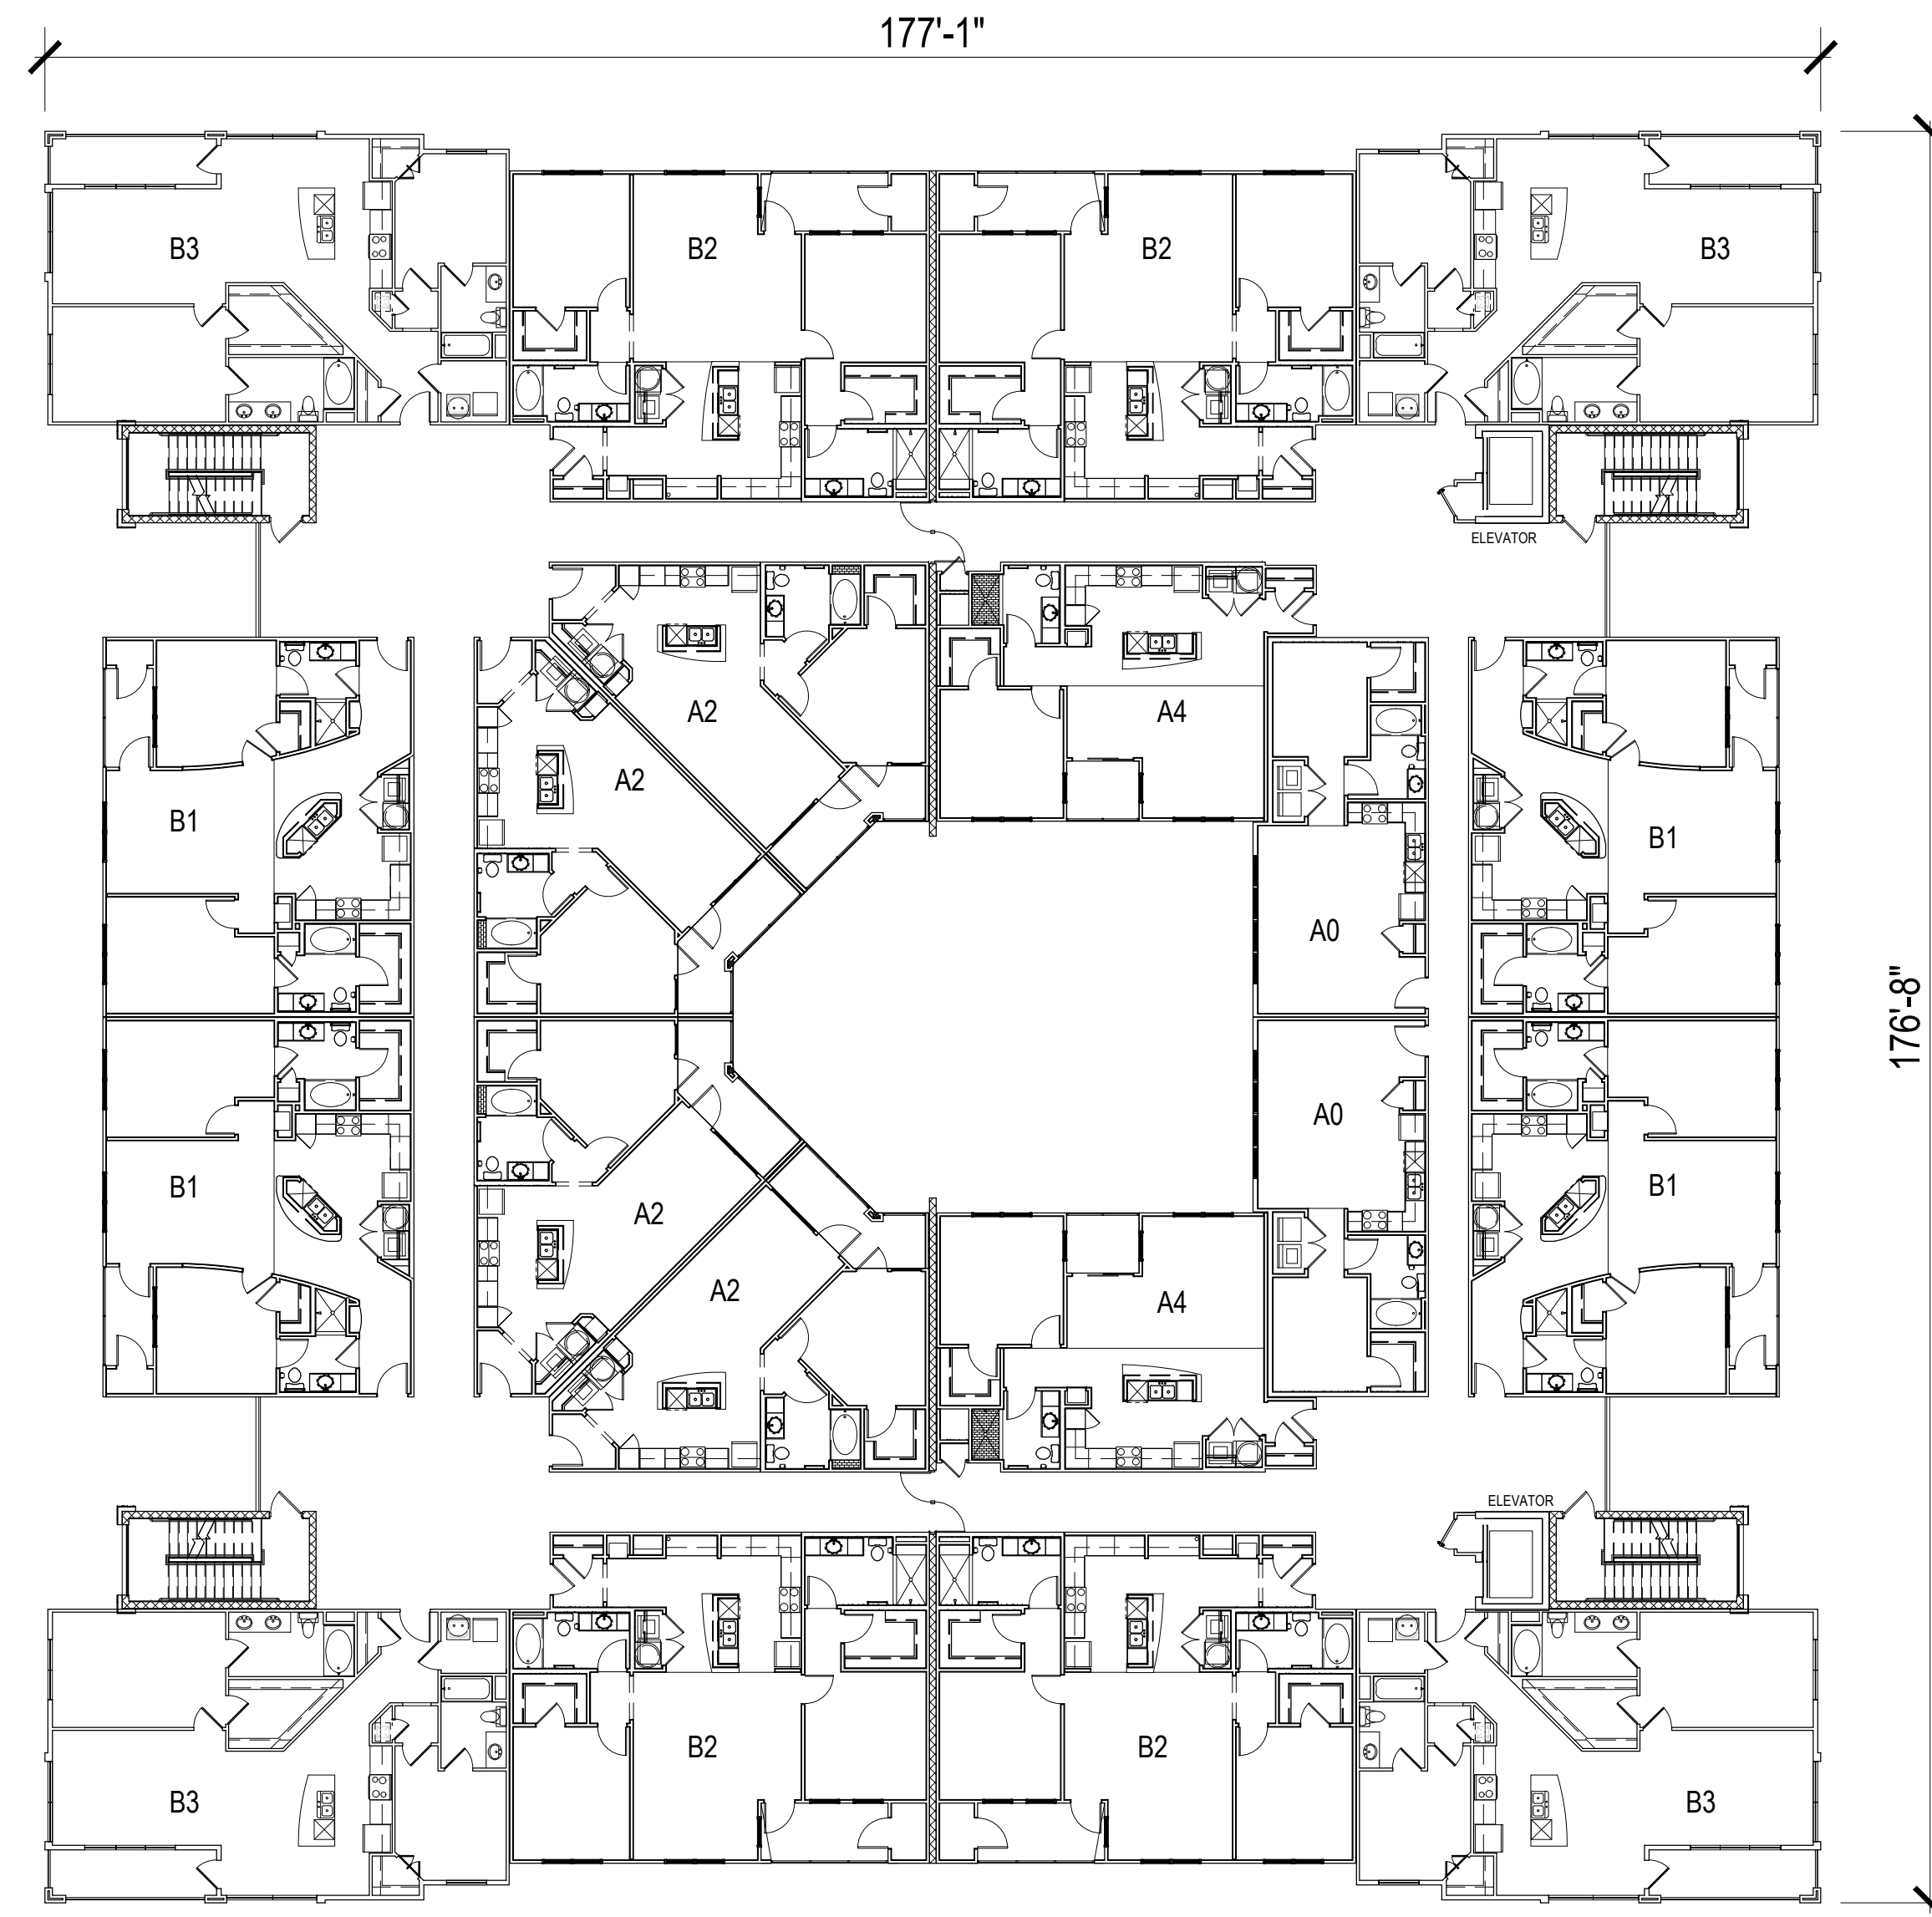 177'-1"
B3
B2
B2
B3
ELEVATOR
A2
A4
A2
B1
B1
A0
176'-8"
A0
B1
A2
B1
A2
A4
ELEVATOR
B2
B2
B3
B3